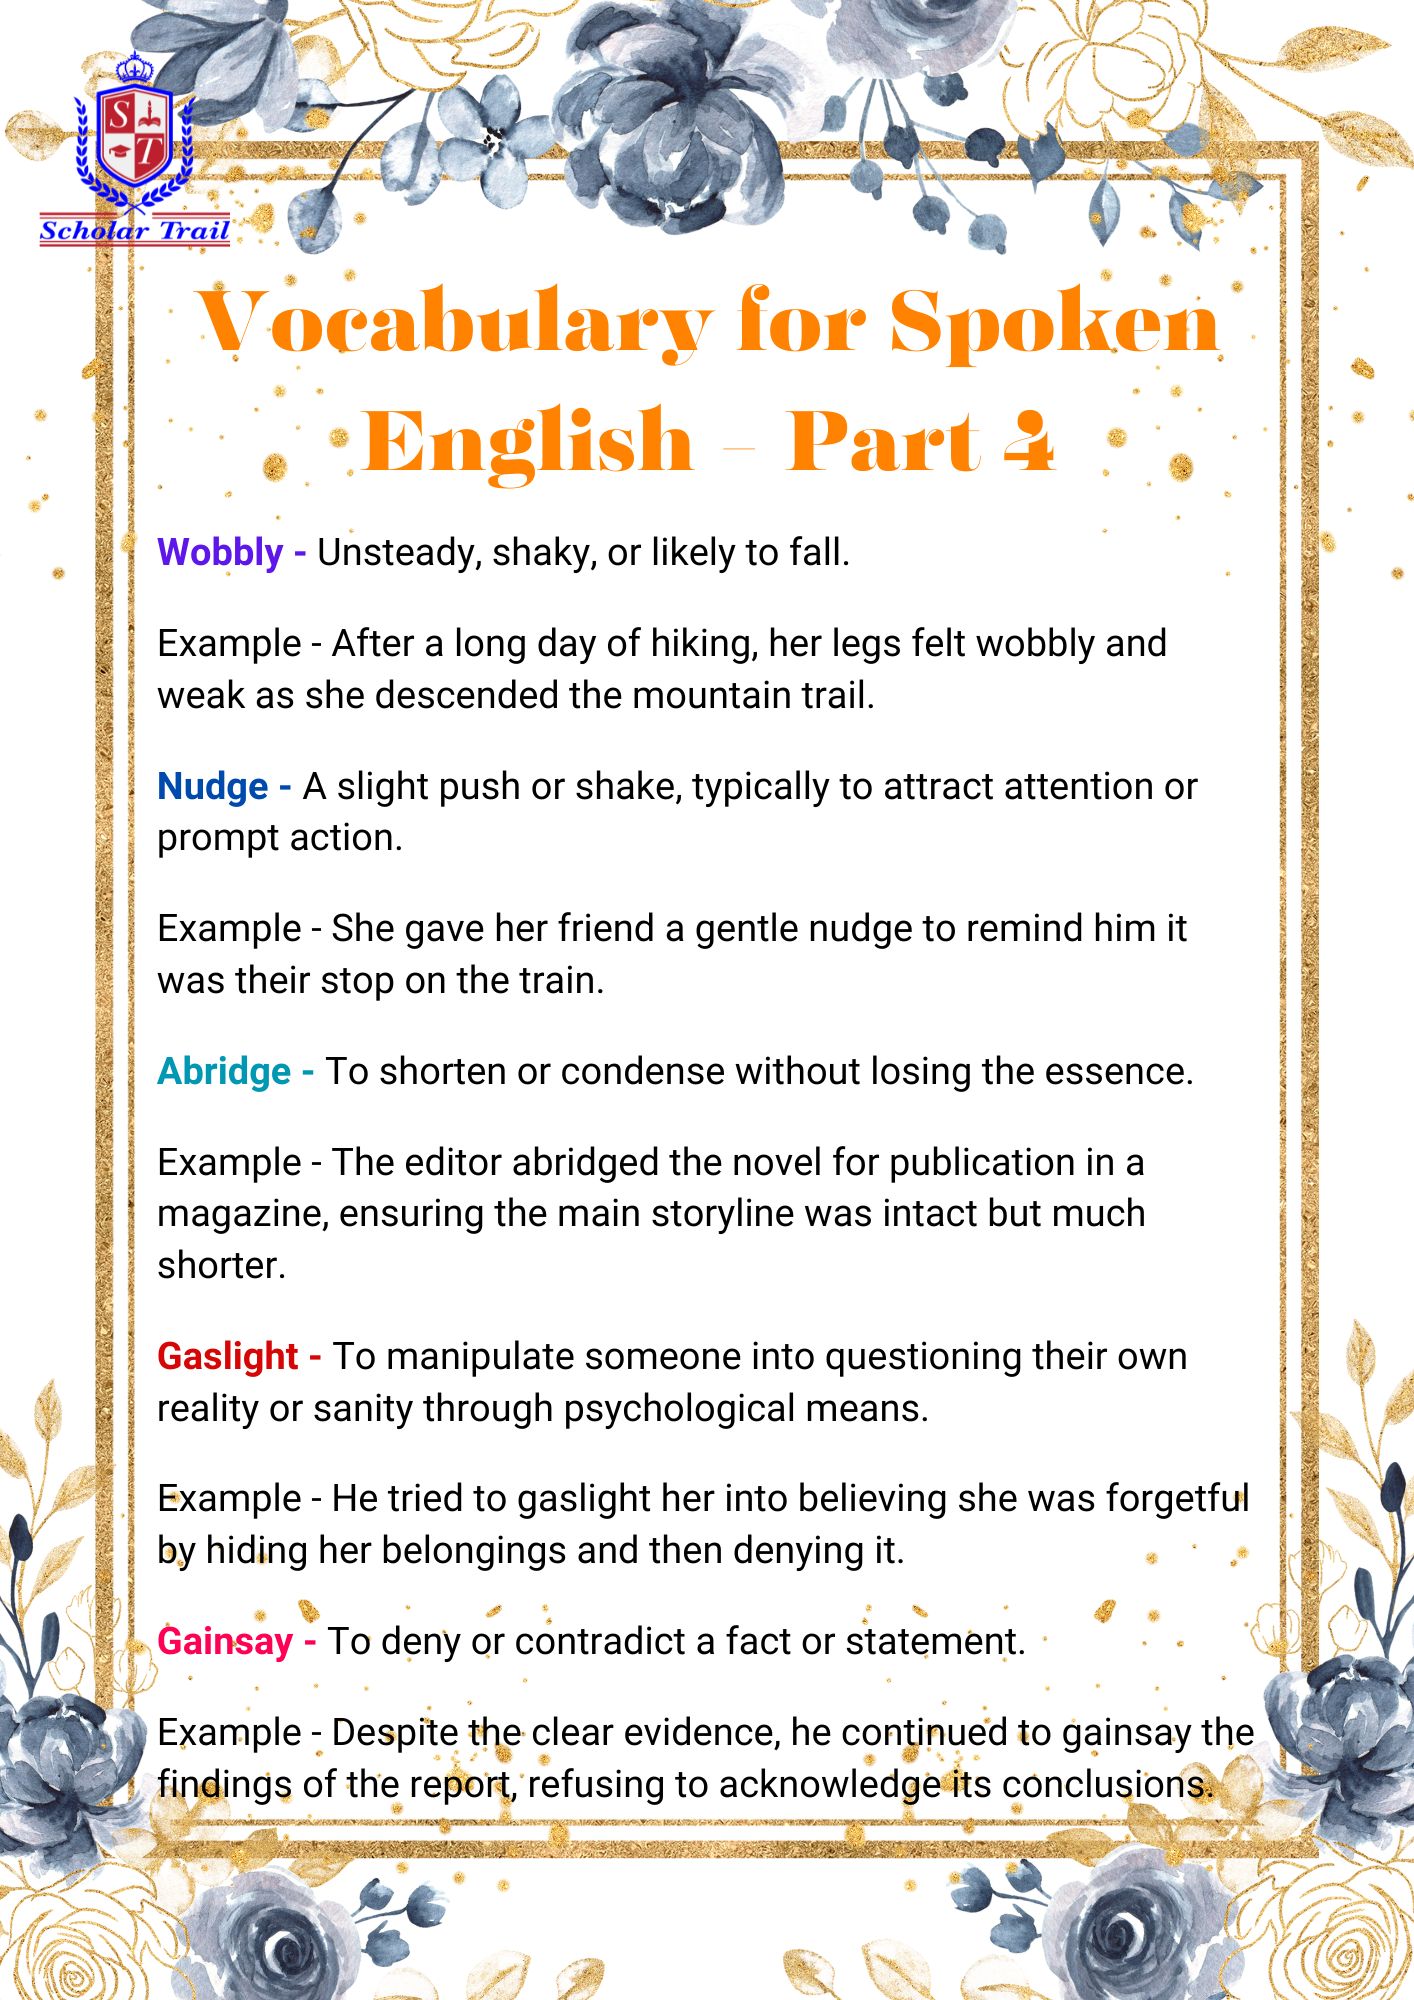 S
T
Scholar Trail
Vocabulary for Spoken
English - Part 4
Wobbly - Unsteady, shaky, or likely to fall.
Example - After a long day of hiking, her legs felt wobbly and
weak as she descended the mountain trail.
Nudge - A slight push or shake, typically to attract attention or
prompt action.
Example - She gave her friend a gentle nudge to remind him it
was their stop on the train.
Abridge - To shorten or condense without losing the essence.
Example - The editor abridged the novel for publication in a
magazine, ensuring the main storyline was intact but much
shorter.
Gaslight - To manipulate someone into questioning their own
reality or sanity through psychological means.
Example - He tried to gaslight her into believing she was forgetful
by hiding her belongings and then denying it.
Gainsay - To deny or contradict a fact or statement.
Example - Despite the clear evidence, he continued to gainsay the
findings of the report, refusing to acknowledge its conclusions.